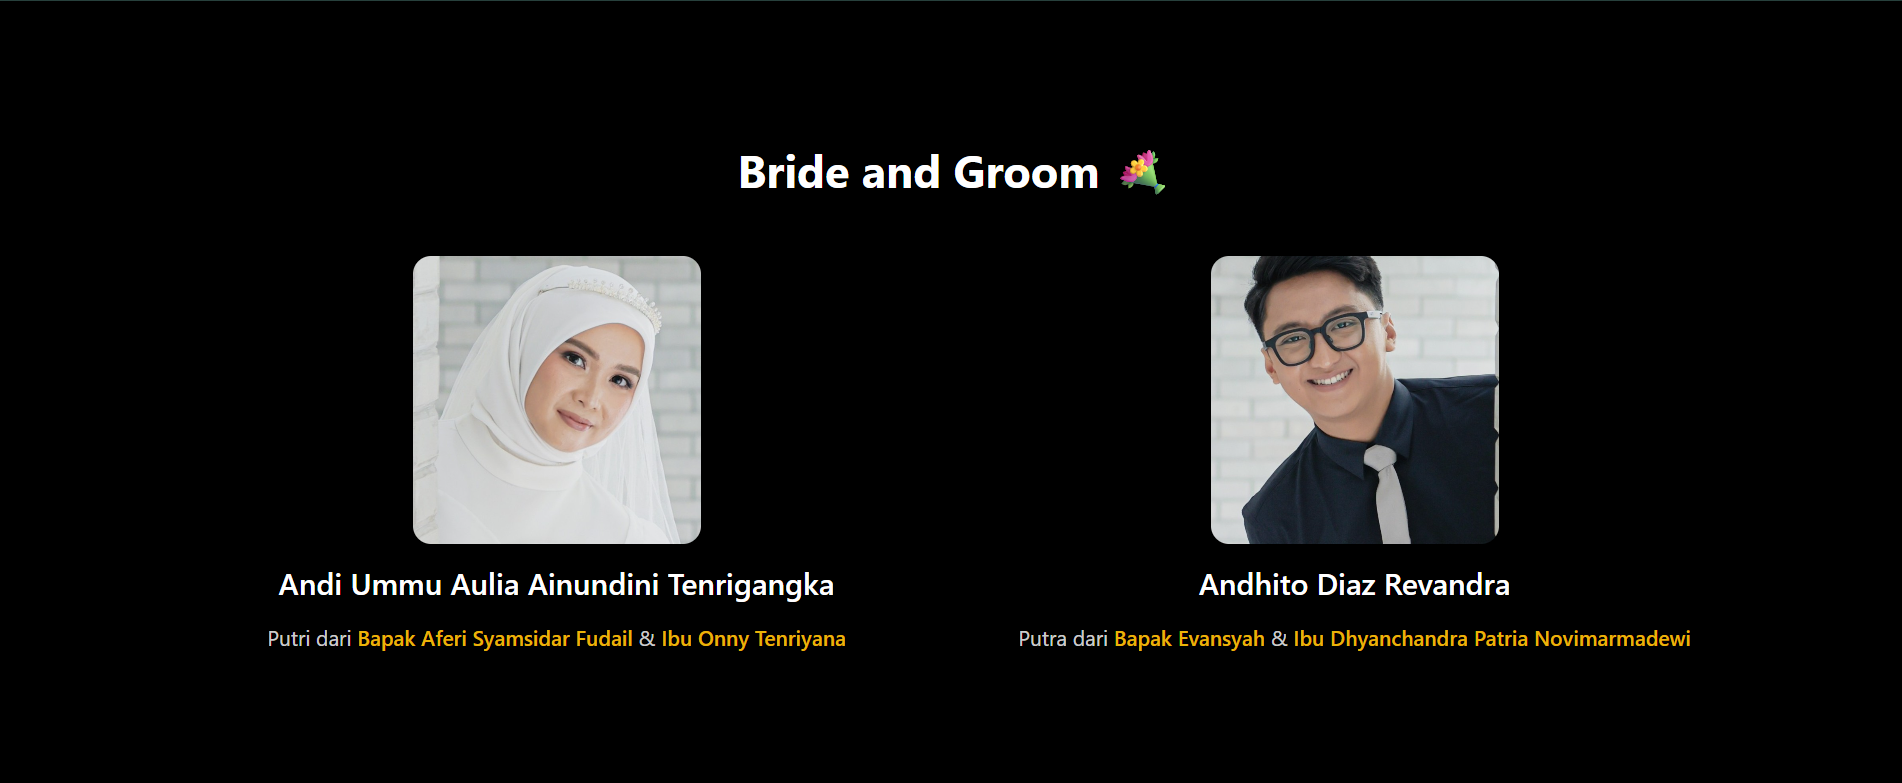 Bride and Groom 💐
Andi Ummu Aulia Ainundini Tenrigangka
Putri dari Bapak Aferi Syamsidar Fudail & Ibu Onny Tenriyana
Andhito Diaz Revandra
Putra dari Bapak Evansyah & Ibu Dhyanchandra Patria Novimarmadewi